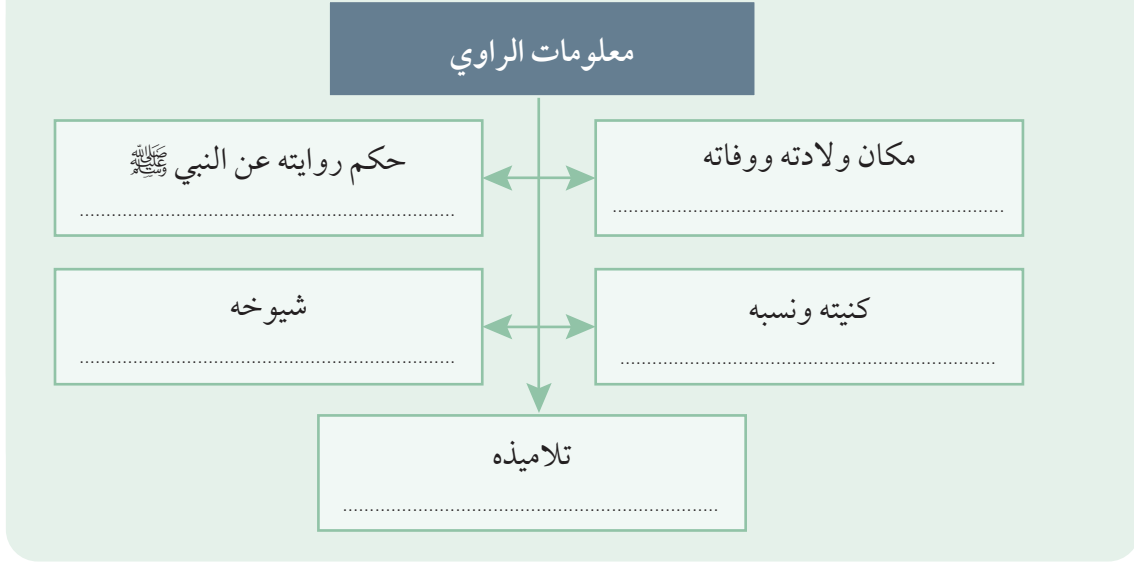 معلومات الراوي
مكان ولادته ووفاته
حكم روايته عن النبي ﷺ
كنيته ونسبه
شيوخه
تلاميذه